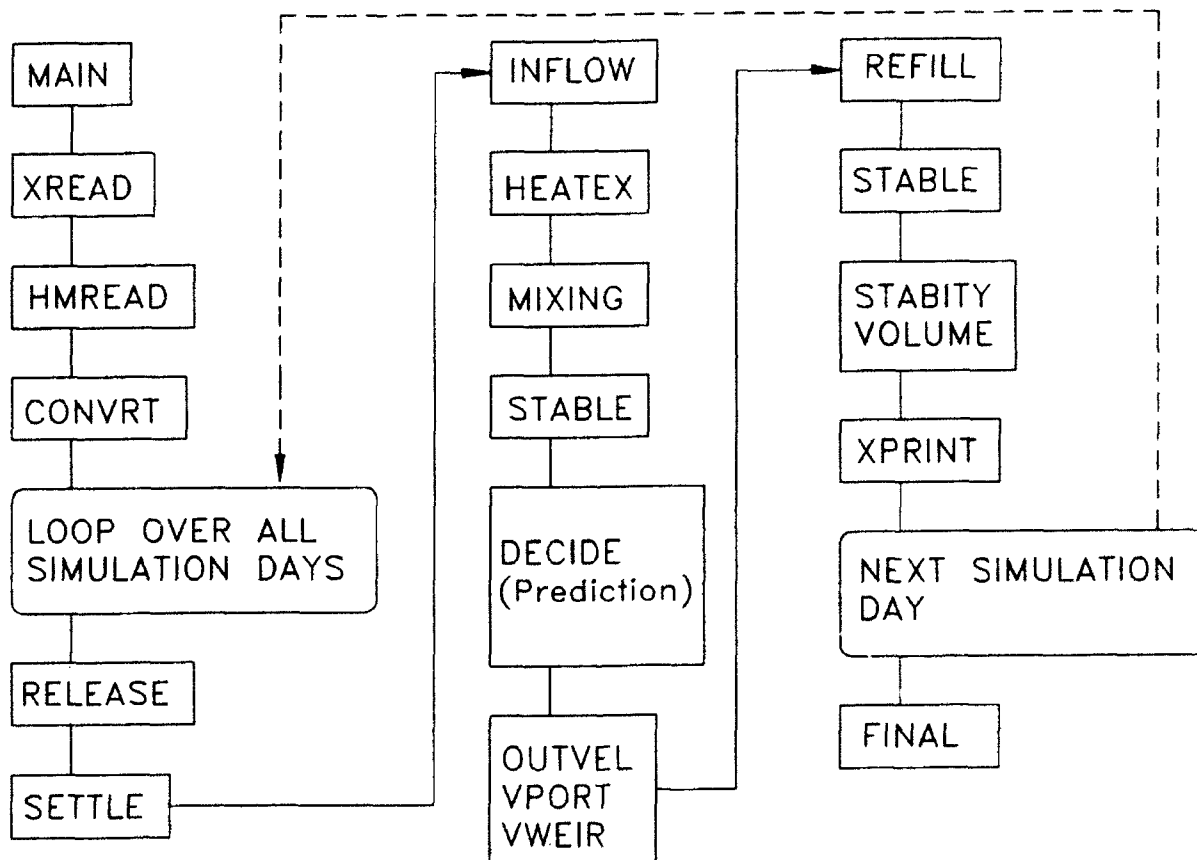 MAIN
XREAD
HMREAD
CONVRT
LOOP OVER ALL
SIMULATION DAYS
RELEASE
SETTLE
INFLOW
HEATEX
MIXING
STABLE
DECIDE
(Prediction)
OUTVEL
VPORT
VWEIR
REFILL
STABLE
STABITY
VOLUME
XPRINT
NEXT SIMULATION
DAY
FINAL